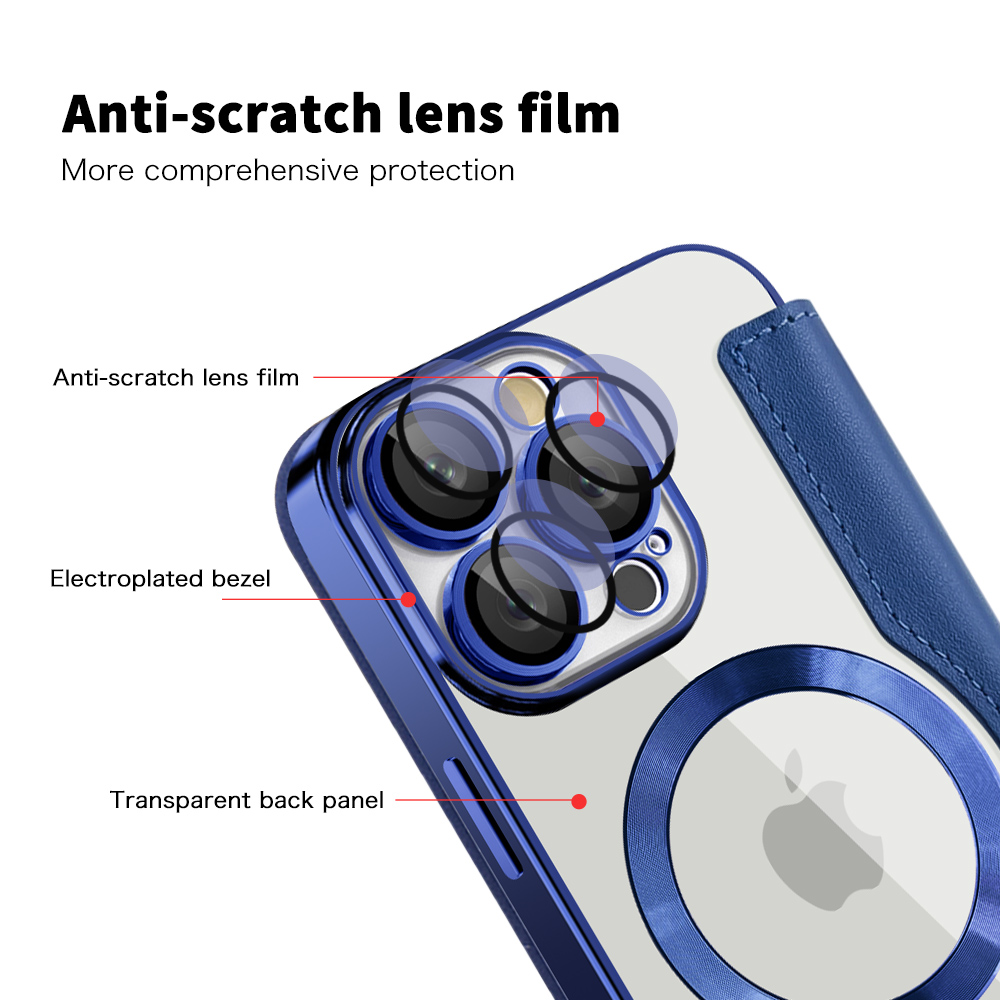 Anti-scratch lens film
More comprehensive protection
Anti-scratch lens film
Electroplated bezel
Transparent back panel